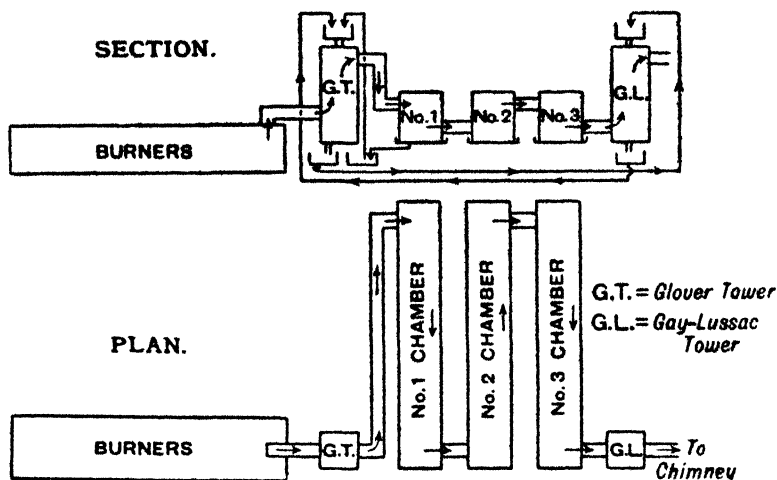 SECTION.
G.T.
No.1
No.2
No.3
G.L.
BURNERS
PLAN.
No.1 CHAMBER
No.2 CHAMBER
No.3 CHAMBER
G.T. = Glover Tower
G.L. = Gay-Lussac
Tower
BURNERS
G.T.
G.L.
To
Chimney